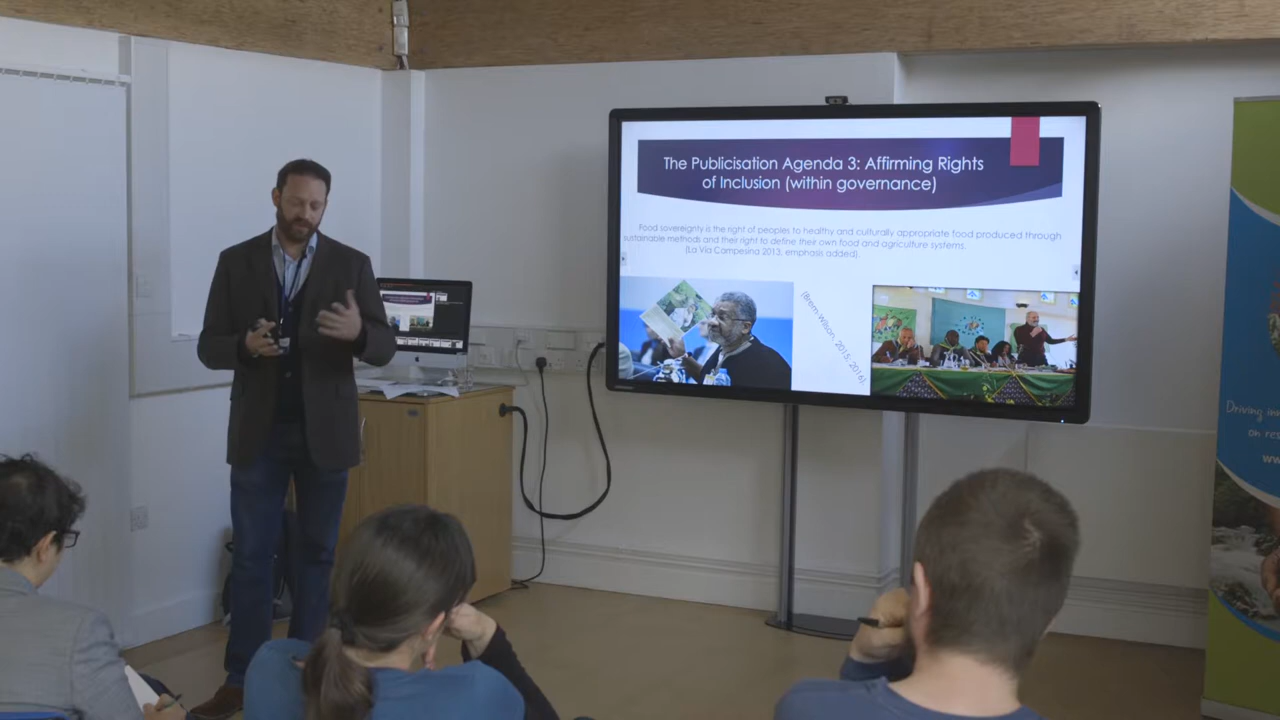 The Publicisation Agenda 3: Affirming Rights
of Inclusion (within governance)
Food sovereignty is the right of peoples to healthy and culturally appropriate food produced through
sustainable methods and their right to define their own food and agriculture systems.
(La Via Campesina 2013, emphasis added).
(Brem Wilson, 2015; 2016).
Driving
on